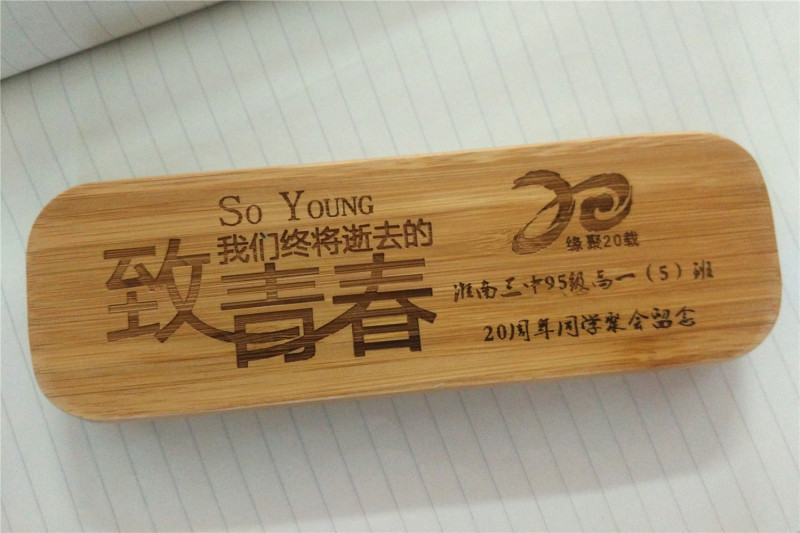 So Young
我们终将逝去的
致青春
缘聚20载
淮南三中95级高一（5）班
20周年同学聚会留念